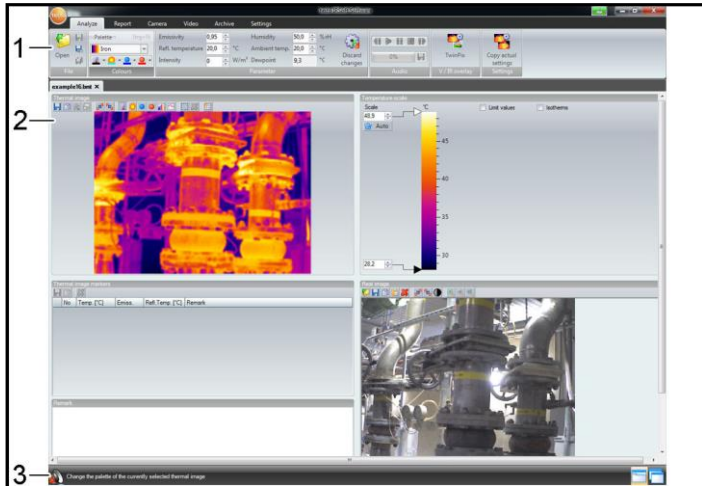 Analyze Report Camera Video Archive Settings
1
Open
File
Palette
Iron
Colours
Emissivity 0,95
Refl. temperature 20,0 °C
Intensity 0 W/m²
Humidity 50,0
Ambient temp. 20,0 °C
Dewpoint 9,3 °C
Discard changes
Parameter
0%
Audio
TwinPix
V / IR overlay
Copy actual settings
Settings
example16.bmt
2
Thermal image
Temperature scale
Scale °C
Limit values
Isotherms
48,9
Auto
45
40
35
30
28,2
Thermal image markers
No. Temp. [°C] Emiss. Refl.Temp. [°C] Remark
Real image
Remark
3
Change the palette of the currently selected thermal image